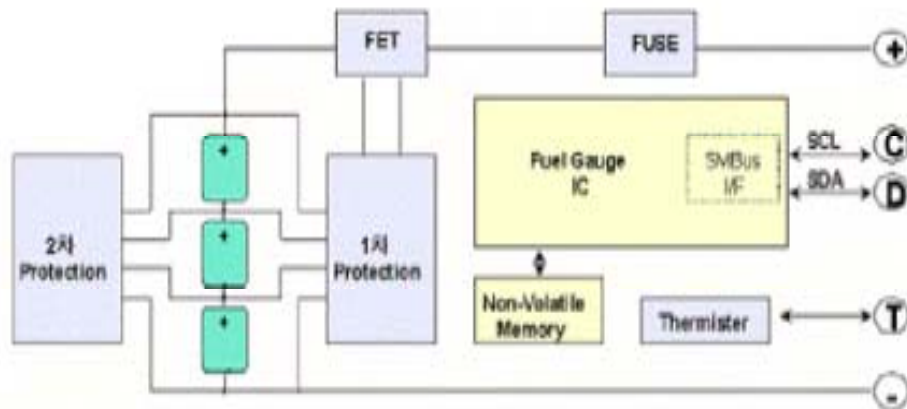 FET
FUSE
+
Fuel Gauge
IC
SMBus
I/F
SCL
C
SDA
D
+
+
+
2차
Protection
1차
Protection
Non-Volatile
Memory
Thermister
T
-